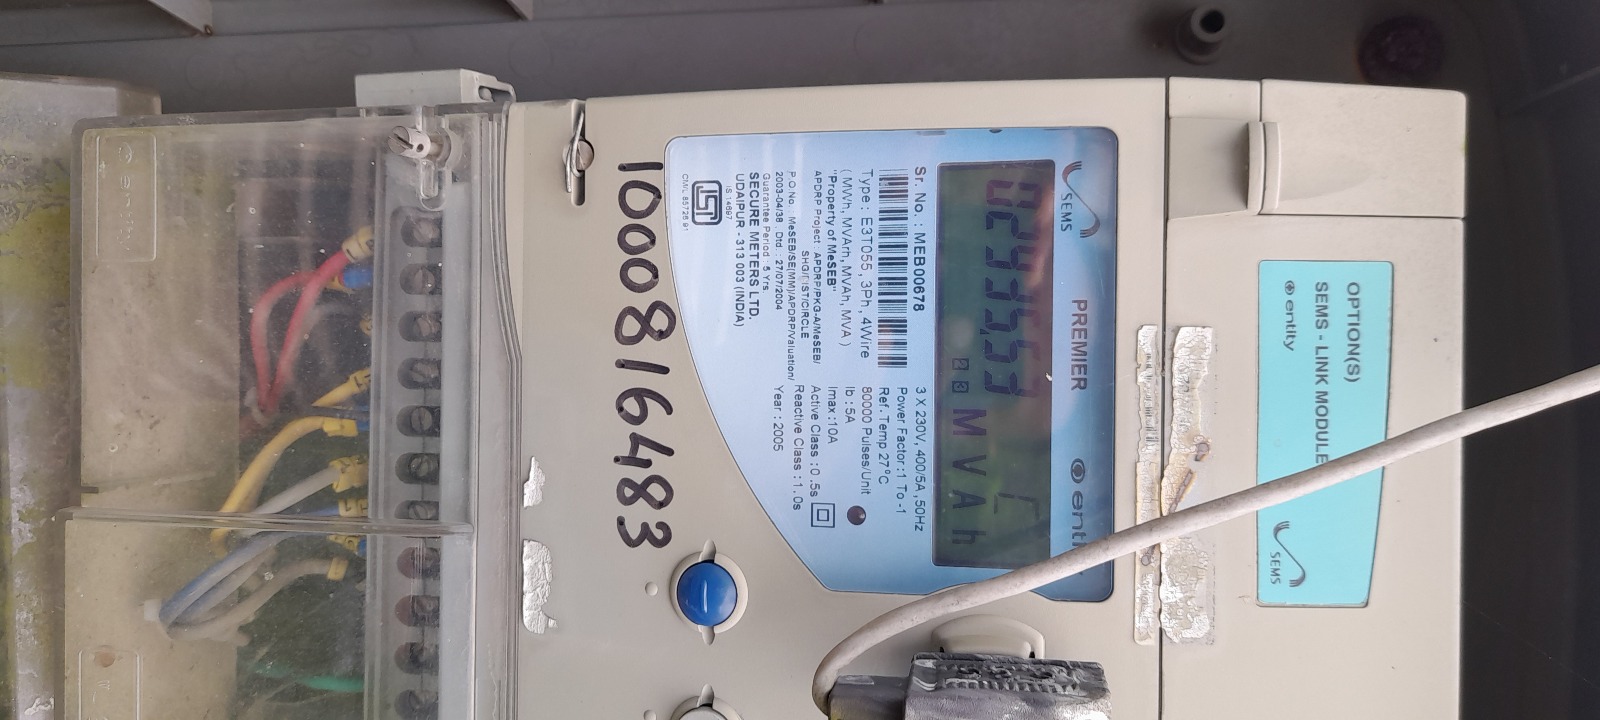 OPTION(S)
SEMS - LINK MODULE
entity
SEMS
SEMS
PREMIER
MVAh
Sr. No. : MEB00678
Type : E3T055, 3Ph, 4Wire
( MWh, MVArh, MVAh, MVA )
"Property of MeSEB"
APDRP Project : APDRP/PKG-A/MeSEB/
P.O.No. : MeSEB/SE(MM)/APDRP/Valuation/
2003-04/38 . Dtd : 27/07/2004
Guarantee Period : 5 Yrs.
SECURE METERS LTD.
UDAIPUR - 313 003 (INDIA)
IS 14697
3 X 230V, 400/5A, 50Hz
Power Factor :1 To -1
Ref. Temp 27°C
80000 Pulses/Unit
Ib : 5A
Imax :10A
Active Class : 0.5s
Reactive Class : 1.0s
Year : 2005
1000816483